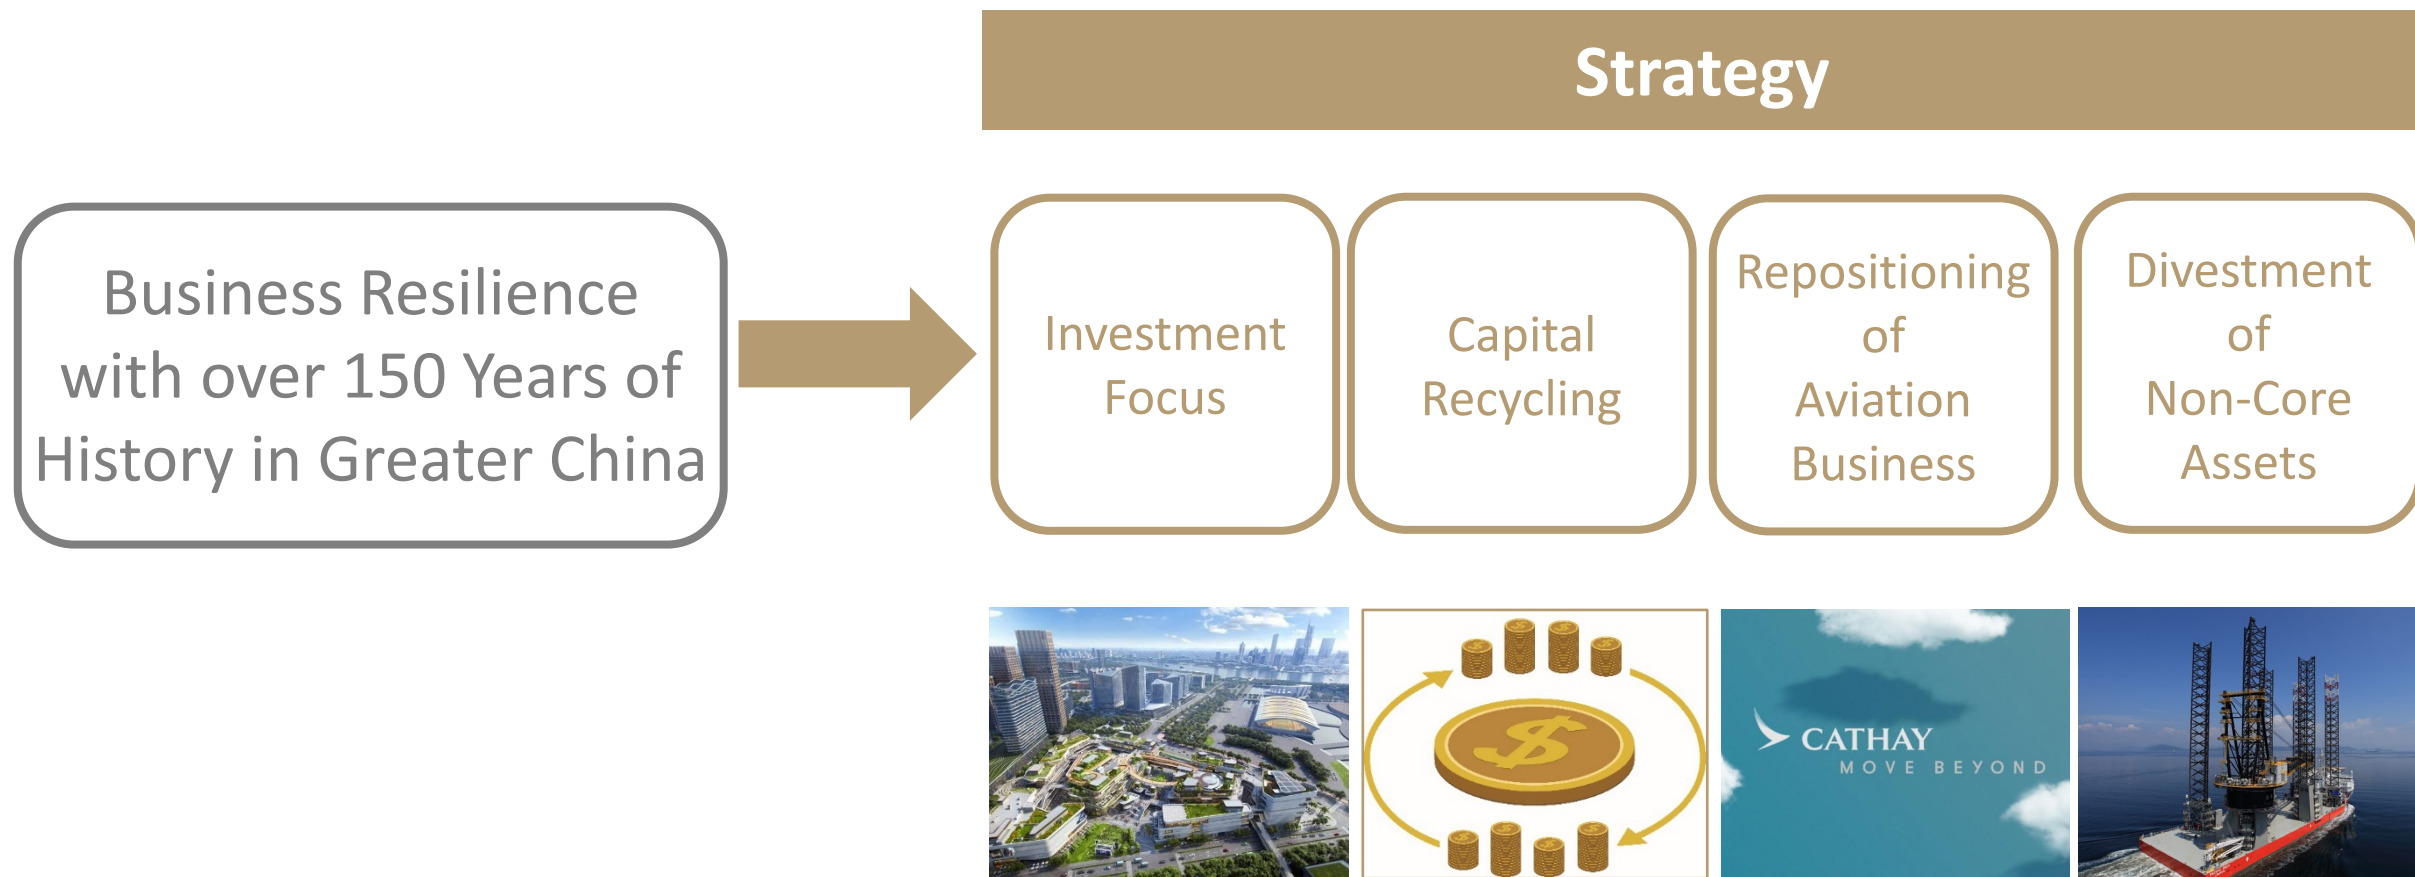 Strategy
Business Resilience
with over 150 Years of
History in Greater China
Investment
Focus
Capital
Recycling
Repositioning
of
Aviation
Business
Divestment
of
Non-Core
Assets
$
CATHAY
MOVE BEYOND